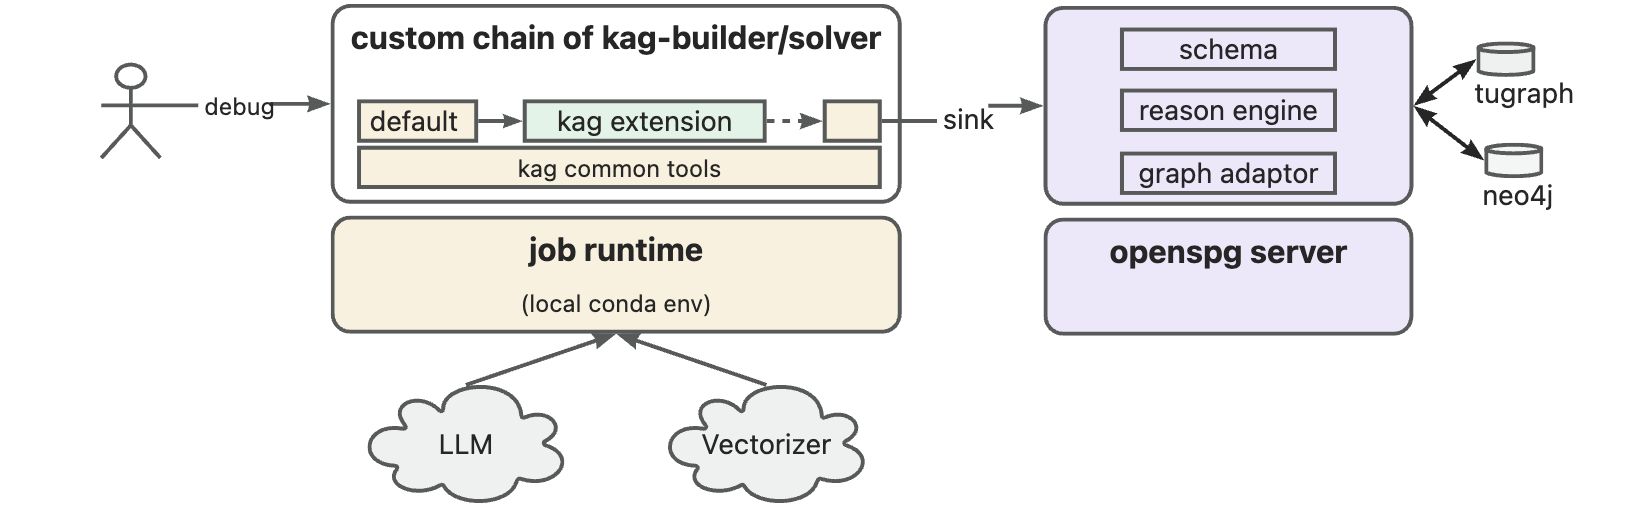 debug
custom chain of kag-builder/solver
default
kag extension
kag common tools
sink
schema
reason engine
graph adaptor
tugraph
neo4j
job runtime
(local conda env)
openspg server
LLM
Vectorizer